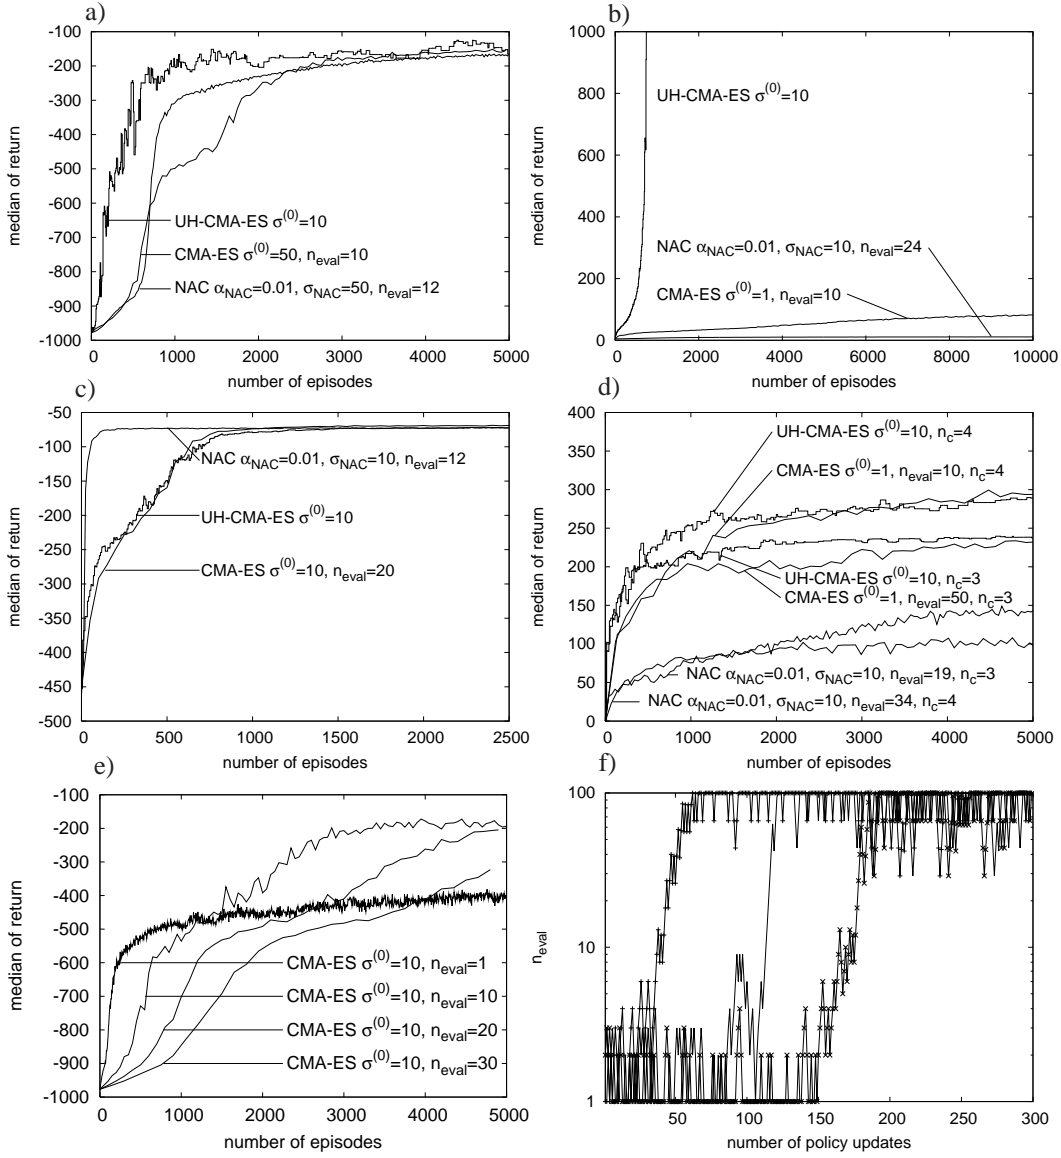 a)
-100
-200
-300
-400
-500
-600
-700
-800
-900
-1000
0
1000
2000
3000
4000
5000
median of return
number of episodes
UH-CMA-ES σ(0)=10
CMA-ES σ(0)=50, neval=10
NAC αNAC=0.01, σNAC=50, neval=12
b)
1000
800
600
400
200
0
0
2000
4000
6000
8000
10000
median of return
number of episodes
UH-CMA-ES σ(0)=10
NAC αNAC=0.01, σNAC=10, neval=24
CMA-ES σ(0)=1, neval=10
c)
-50
-100
-150
-200
-250
-300
-350
-400
-450
-500
0
500
1000
1500
2000
2500
median of return
number of episodes
NAC αNAC=0.01, σNAC=10, neval=12
UH-CMA-ES σ(0)=10
CMA-ES σ(0)=10, neval=20
d)
400
350
300
250
200
150
100
50
0
0
1000
2000
3000
4000
5000
median of return
number of episodes
UH-CMA-ES σ(0)=10, nc=4
CMA-ES σ(0)=1, neval=10, nc=4
UH-CMA-ES σ(0)=10, nc=3
CMA-ES σ(0)=1, neval=50, nc=3
NAC αNAC=0.01, σNAC=10, neval=19, nc=3
NAC αNAC=0.01, σNAC=10, neval=34, nc=4
e)
-100
-200
-300
-400
-500
-600
-700
-800
-900
-1000
0
1000
2000
3000
4000
5000
median of return
number of episodes
CMA-ES σ(0)=10, neval=1
CMA-ES σ(0)=10, neval=10
CMA-ES σ(0)=10, neval=20
CMA-ES σ(0)=10, neval=30
f)
100
10
1
50
100
150
200
250
300
neval
number of policy updates